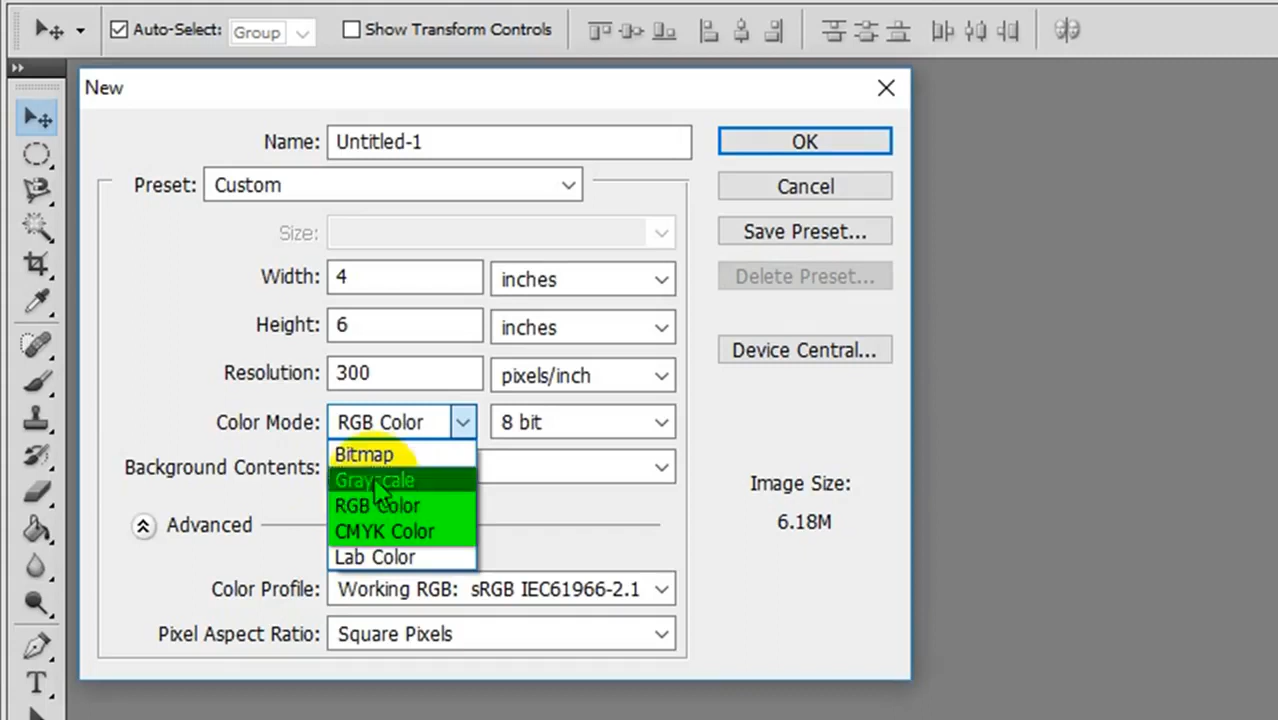 Auto-Select: Group Show Transform Controls
New
Name: Untitled-1 OK
Preset: Custom Cancel
Size: Save Preset...
Width: 4 inches Delete Preset...
Height: 6 inches
Resolution: 300 pixels/inch Device Central...
Color Mode: RGB Color 8 bit
Bitmap
Background Contents:
Grayscale
RGB Color
CMYK Color
Lab Color
Image Size:
6.18M
Advanced
Color Profile: Working RGB: sRGB IEC61966-2.1
Pixel Aspect Ratio: Square Pixels
T